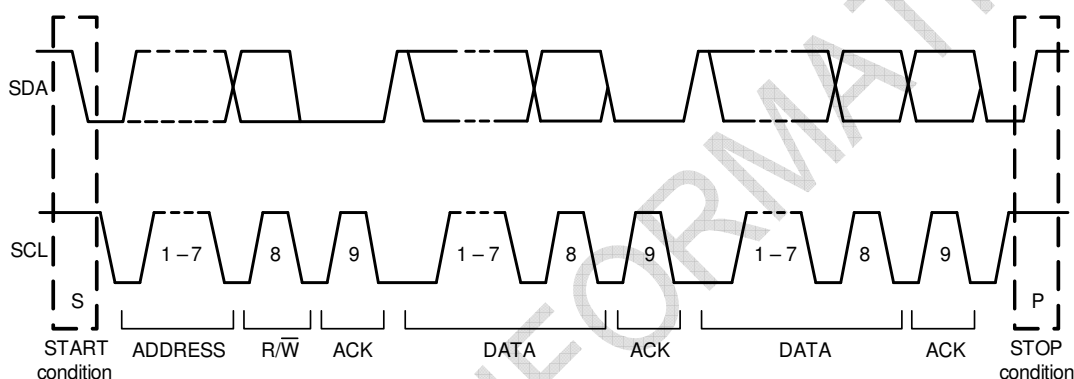 SDA
SCL
1 – 7
8
9
1 – 7
8
9
1 – 7
8
9
S
P
START
condition
ADDRESS
R/W̅
ACK
DATA
ACK
DATA
ACK
STOP
condition